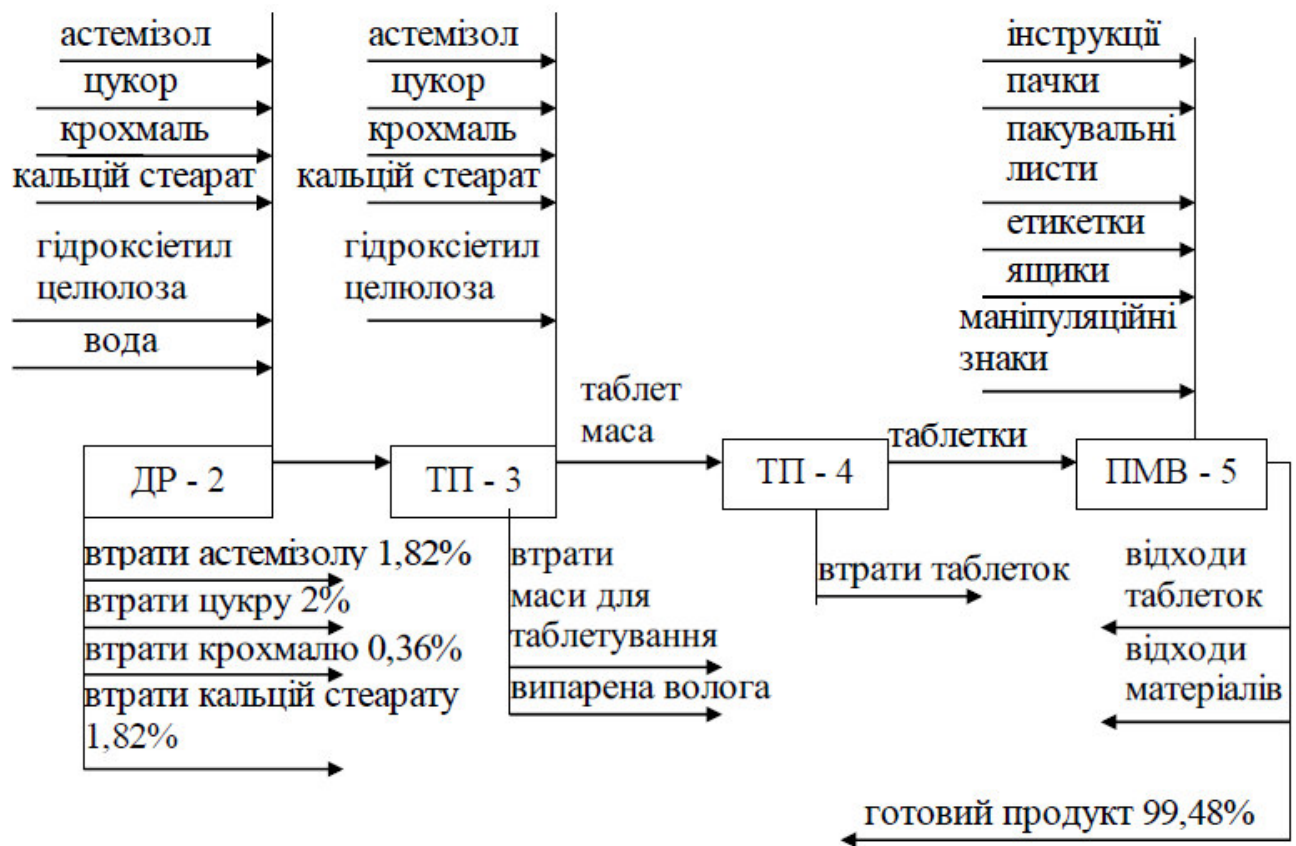 астемізол
цукор
крохмаль
кальцій стеарат
гідроксіетил
целюлоза
вода
астемізол
цукор
крохмаль
кальцій стеарат
гідроксіетил
целюлоза
інструкції
пачки
пакувальні
листи
етикетки
ящики
маніпуляційні
знаки
таблет
маса
таблетки
ДР - 2
ТП - 3
ТП - 4
ПМВ - 5
втрати астемізолу 1,82%
втрати цукру 2%
втрати крохмалю 0,36%
втрати кальцій стеарату
1,82%
втрати
маси для
таблетування
випарена волога
втрати таблеток
відходи
таблеток
відходи
матеріалів
готовий продукт 99,48%